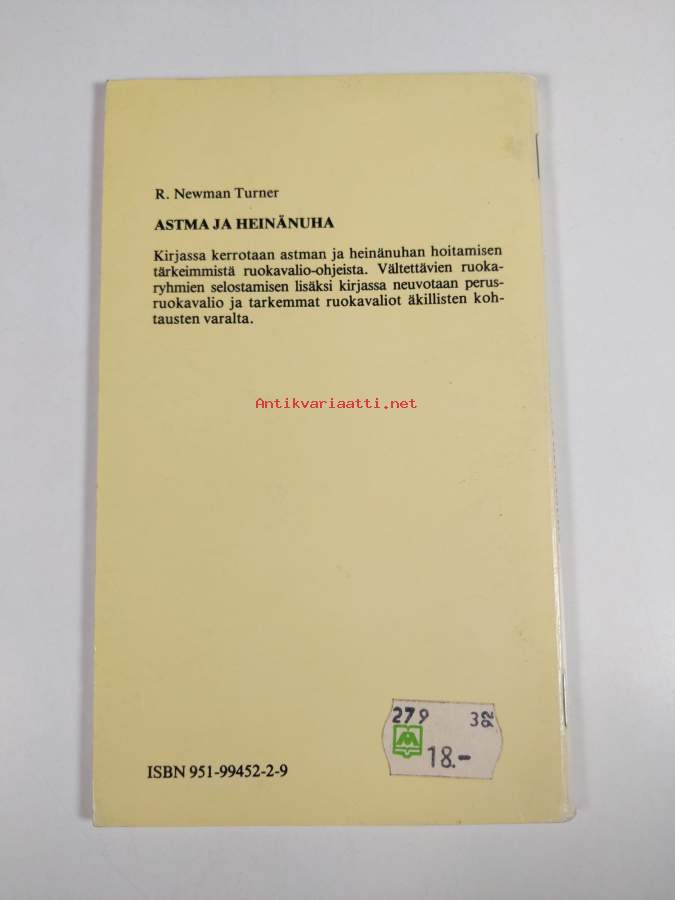 R. Newman Turner
ASTMA JA HEINÄNUHA
Kirjassa kerrotaan astman ja heinänuhan hoitamisen
tärkeimmistä ruokavalio-ohjeista. Vältettävien ruoka-
ryhmien selostamisen lisäksi kirjassa neuvotaan perus-
ruokavalio ja tarkemmat ruokavaliot äkillisten koh-
tausten varalta.
Antikvariaatti.net
279 3
18.-
ISBN 951-99452-2-9